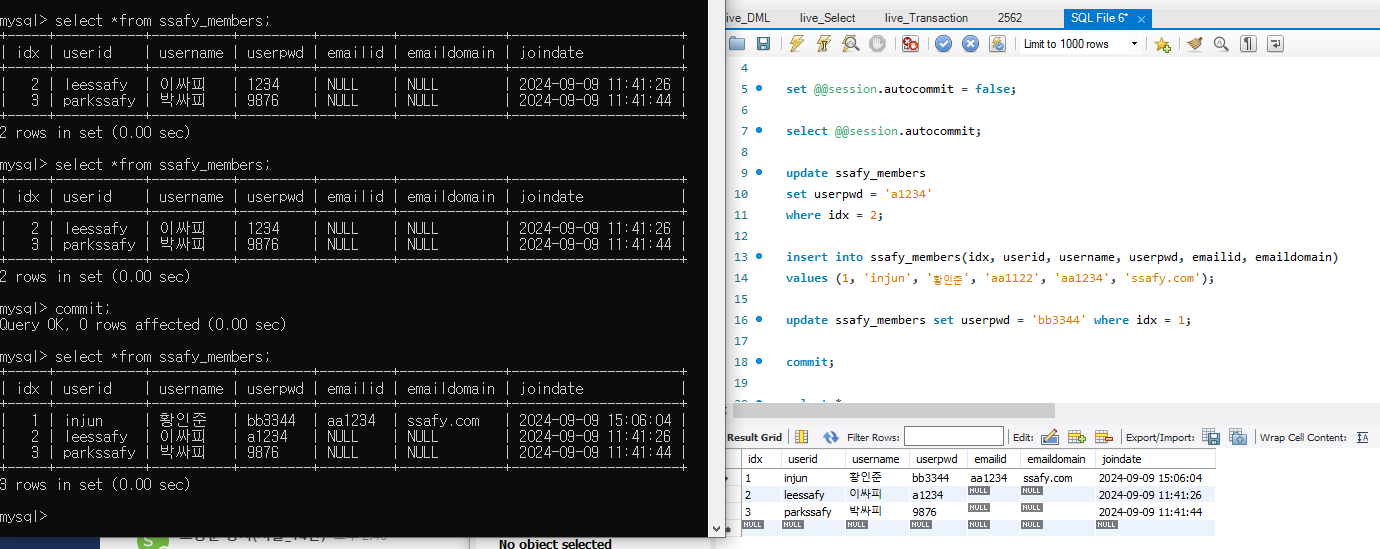 mysql> select *from ssafy_members;
| idx | userid | username | userpwd | emailid | emaildomain | joindate |
| 2 | leessafy | 이싸피 | 1234 | NULL | NULL | 2024-09-09 11:41:26 |
| 3 | parkssafy | 박싸피 | 9876 | NULL | NULL | 2024-09-09 11:41:44 |
2 rows in set (0.00 sec)
mysql> select *from ssafy_members;
| idx | userid | username | userpwd | emailid | emaildomain | joindate |
| 2 | leessafy | 이싸피 | 1234 | NULL | NULL | 2024-09-09 11:41:26 |
| 3 | parkssafy | 박싸피 | 9876 | NULL | NULL | 2024-09-09 11:41:44 |
2 rows in set (0.00 sec)
mysql> commit;
Query OK, 0 rows affected (0.00 sec)
mysql> select *from ssafy_members;
| idx | userid | username | userpwd | emailid | emaildomain | joindate |
| 1 | injun | 황인준 | bb3344 | aa1234 | ssafy.com | 2024-09-09 15:06:04 |
| 2 | leessafy | 이싸피 | a1234 | NULL | NULL | 2024-09-09 11:41:26 |
| 3 | parkssafy | 박싸피 | 9876 | NULL | NULL | 2024-09-09 11:41:44 |
3 rows in set (0.00 sec)
mysql>
ive_DML live_Select live_Transaction 2562 SQL File 6*
Limit to 1000 rows
4
5 set @@session.autocommit = false;
6
7 select @@session.autocommit;
8
9 update ssafy_members
10 set userpwd = 'a1234'
11 where idx = 2;
12
13 insert into ssafy_members(idx, userid, username, userpwd, emailid, emaildomain)
14 values (1, 'injun', '황인준', 'aa1122', 'aa1234', 'ssafy.com');
15
16 update ssafy_members set userpwd = 'bb3344' where idx = 1;
17
18 commit;
19
Result Grid Filter Rows: Edit: Export/Import: Wrap Cell Content:
idx userid username userpwd emailid emaildomain joindate
1 injun 황인준 bb3344 aa1234 ssafy.com 2024-09-09 15:06:04
2 leessafy 이싸피 a1234 NULL NULL 2024-09-09 11:41:26
3 parkssafy 박싸피 9876 NULL NULL 2024-09-09 11:41:44
NULL NULL NULL NULL NULL NULL NULL
No object selected